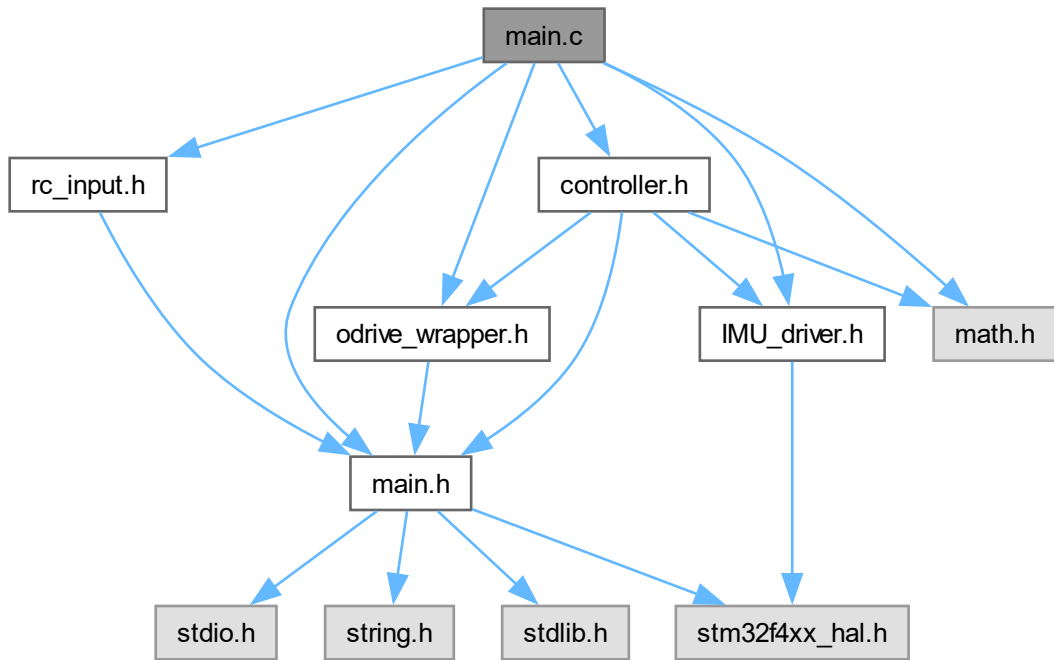 main.c
rc_input.h
controller.h
odrive_wrapper.h
IMU_driver.h
math.h
main.h
stdio.h
string.h
stdlib.h
stm32f4xx_hal.h